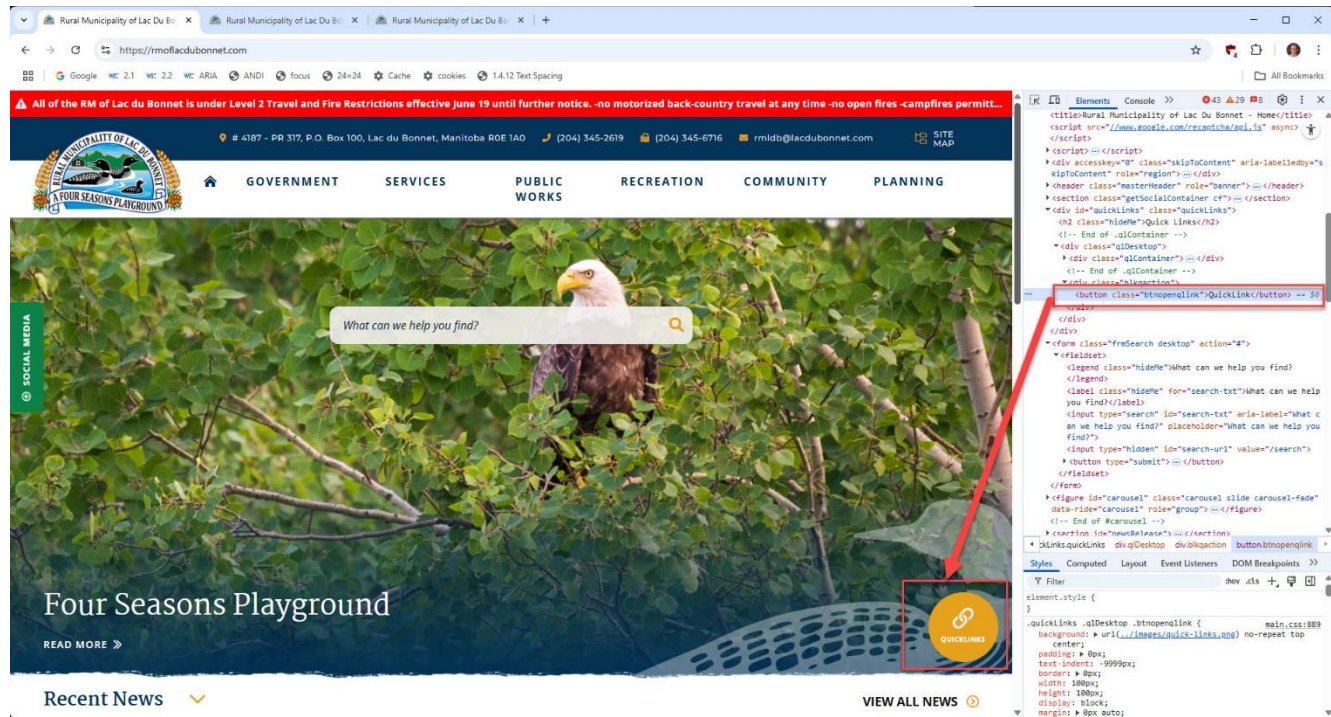 Rural Municipality of Lac Du Bo
Rural Municipality of Lac Du Bo
Rural Municipality of Lac Du Bo
https://rmoflacdubonnet.com
Google
2.1
2.2
ARIA
ANDI
focus
24×24
Cache
cookies
1.4.12 Text Spacing
All Bookmarks
All of the RM of Lac du Bonnet is under Level 2 Travel and Fire Restrictions effective June 19 until further notice. -no motorized back-country travel at any time -no open fires -campfires permitt...
# 4187 - PR 317, P.O. Box 100, Lac du Bonnet, Manitoba R0E 1A0
(204) 345-2619
(204) 345-6716
rmldb@lacdubonnet.com
SITE
MAP
RURAL MUNICIPALITY OF LAC DU BONNET
A FOUR SEASONS PLAYGROUND
GOVERNMENT
SERVICES
PUBLIC
WORKS
RECREATION
COMMUNITY
PLANNING
SOCIAL MEDIA
What can we help you find?
Four Seasons Playground
READ MORE
QUICKLINKS
Recent News
VIEW ALL NEWS
Elements Console 43 29 8
<title>Rural Municipality of Lac Du Bonnet - Home</title>
<script src="//www.google.com/recaptcha/api.js" async>
</script>
<script>…</script>
<div accesskey="0" class="skipToContent" aria-labelledby="s
kipToContent" role="region">…</div>
<header class="masterHeader" role="banner">…</header>
<section class="getSocialContainer cf">…</section>
<div id="quickLinks" class="quickLinks">
<h2 class="hideMe">Quick Links</h2>
<!-- End of .qlContainer -->
<div class="qlDesktop">
<div class="qlContainer">…</div>
<!-- End of .qlContainer -->
<div class="blkqaction">
<button class="btnopenqlink">QuickLink</button> == $0
</div>
</div>
</div>
<form class="frmSearch desktop" action="#">
<fieldset>
<legend class="hideMe">What can we help you find?
</legend>
<label class="hideMe" for="search-txt">What can we help
you find?</label>
<input type="search" id="search-txt" aria-label="What c
an we help you find?" placeholder="What can we help you
find?">
<input type="hidden" id="search-url" value="/search">
<button type="submit">…</button>
</fieldset>
</form>
<figure id="carousel" class="carousel slide carousel-fade"
data-ride="carousel" role="group">…</figure>
<!-- End of #carousel -->
<section id="newsRelease">…</section>
ckLinks.quickLinks div.qlDesktop div.blkqaction button.btnopenqlink
Styles Computed Layout Event Listeners DOM Breakpoints
Filter :hov .cls
element.style {
}
.quickLinks .qlDesktop .btnopenqlink { main.css:889
background: url(../images/quick-links.png) no-repeat top
center;
padding: 0px;
text-indent: -9999px;
border: 0px;
width: 100px;
height: 100px;
display: block;
margin: 0px auto;